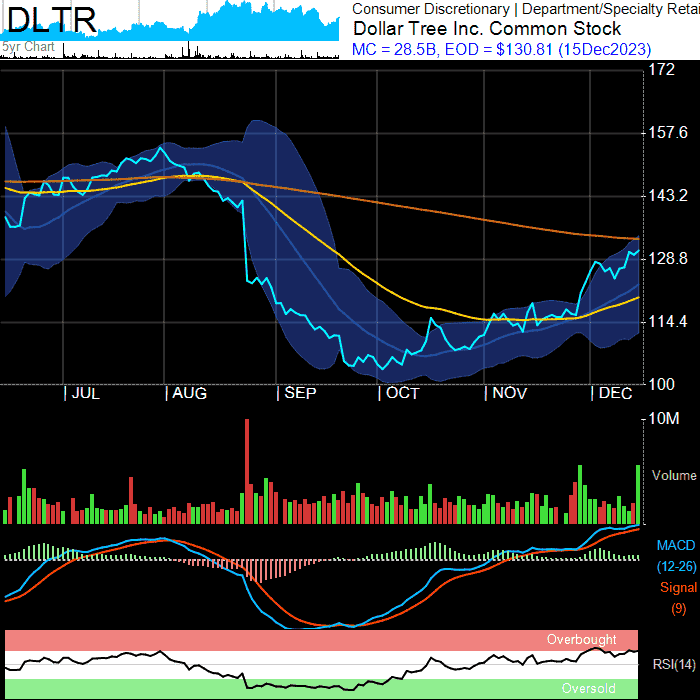 DLTR
5yr Chart
Consumer Discretionary | Department/Specialty Retai
Dollar Tree Inc. Common Stock
MC = 28.5B, EOD = $130.81 (15Dec2023)
172
157.6
143.2
128.8
114.4
100
| JUL | AUG | SEP | OCT | NOV | DEC
10M
Volume
MACD
(12-26)
Signal
(9)
Overbought
RSI(14)
Oversold